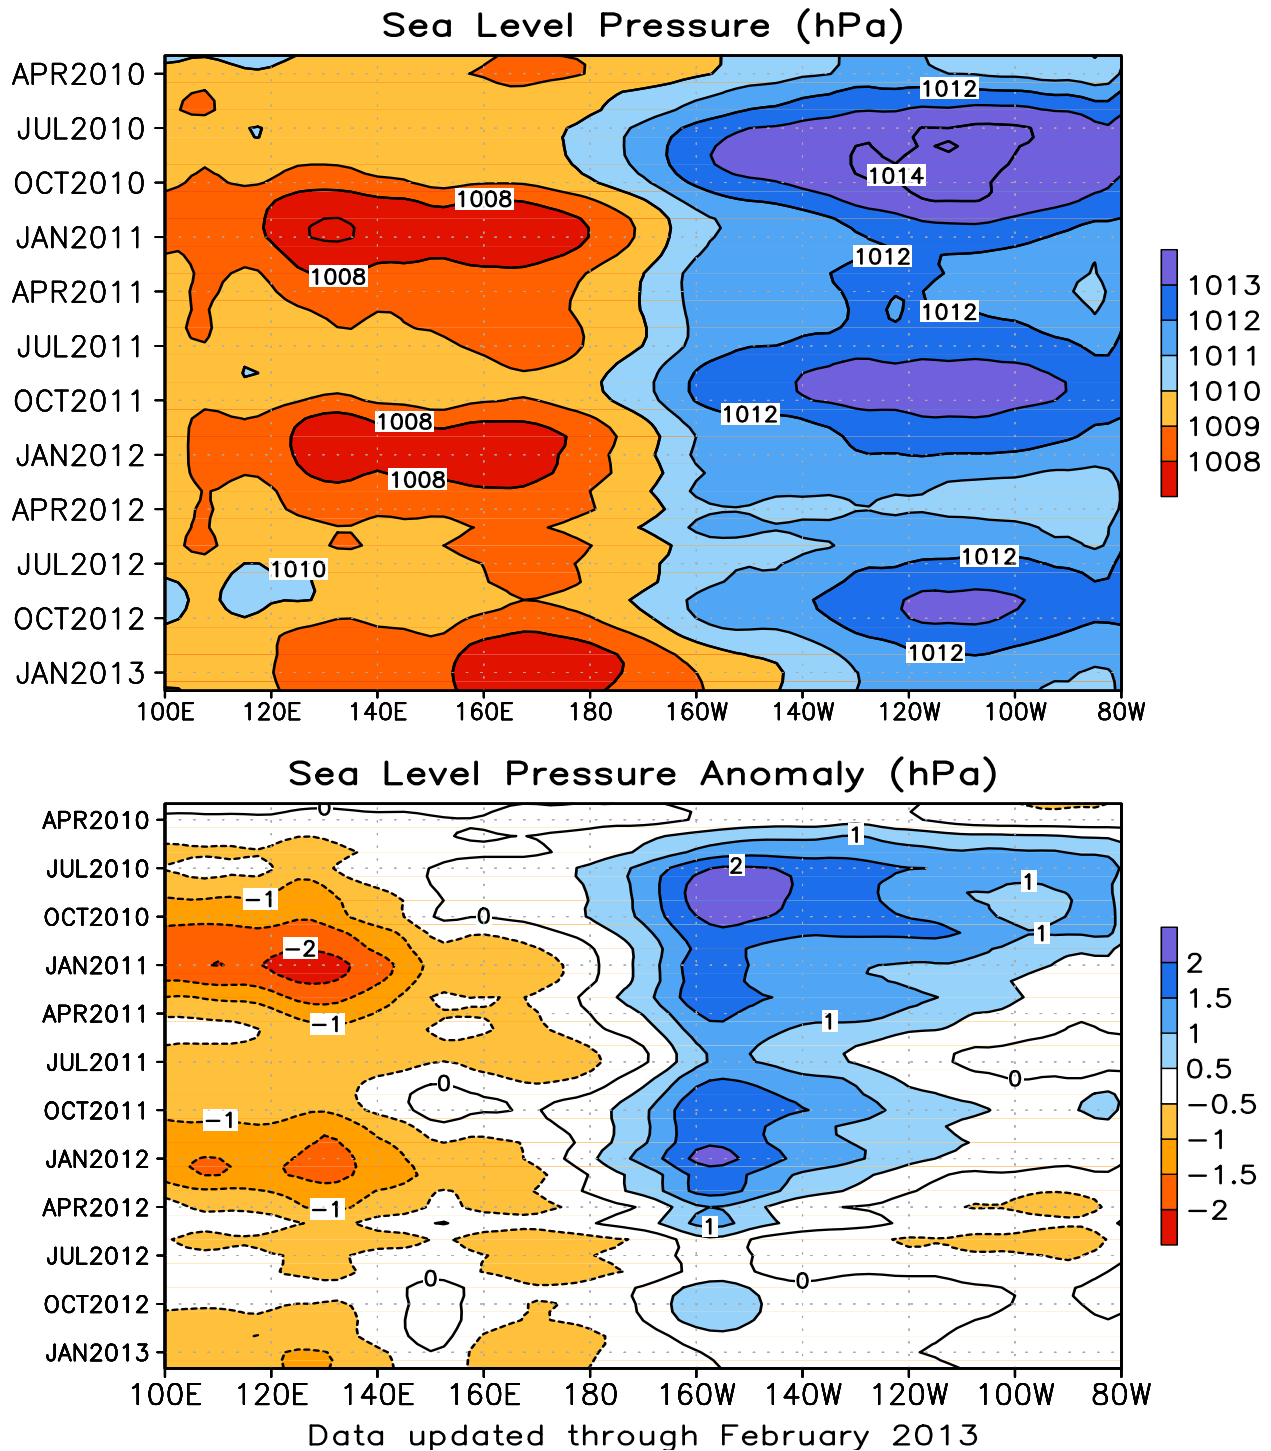 Sea Level Pressure (hPa)
APR2010
JUL2010
OCT2010
JAN2011
APR2011
JUL2011
OCT2011
JAN2012
APR2012
JUL2012
OCT2012
JAN2013
1012
1014
1008
1008
1012
1012
1008
1012
1008
1012
1010
1012
1013
1012
1011
1010
1009
1008
100E 120E 140E 160E 180 160W 140W 120W 100W 80W
Sea Level Pressure Anomaly (hPa)
APR2010
JUL2010
OCT2010
JAN2011
APR2011
JUL2011
OCT2011
JAN2012
APR2012
JUL2012
OCT2012
JAN2013
0
1
2
1
-1
0
1
-2
-1
1
0
0
-1
-1
1
0
0
2
1.5
1
0.5
-0.5
-1
-1.5
-2
100E 120E 140E 160E 180 160W 140W 120W 100W 80W
Data updated through February 2013